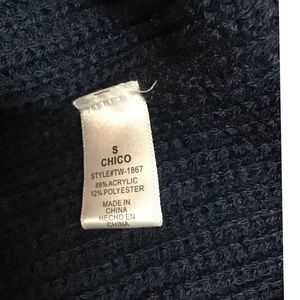 S
CHICO
STYLE#TW-1867
88% ACRYLIC
12% POLYESTER
MADE IN
CHINA
HECHO EN
CHINA